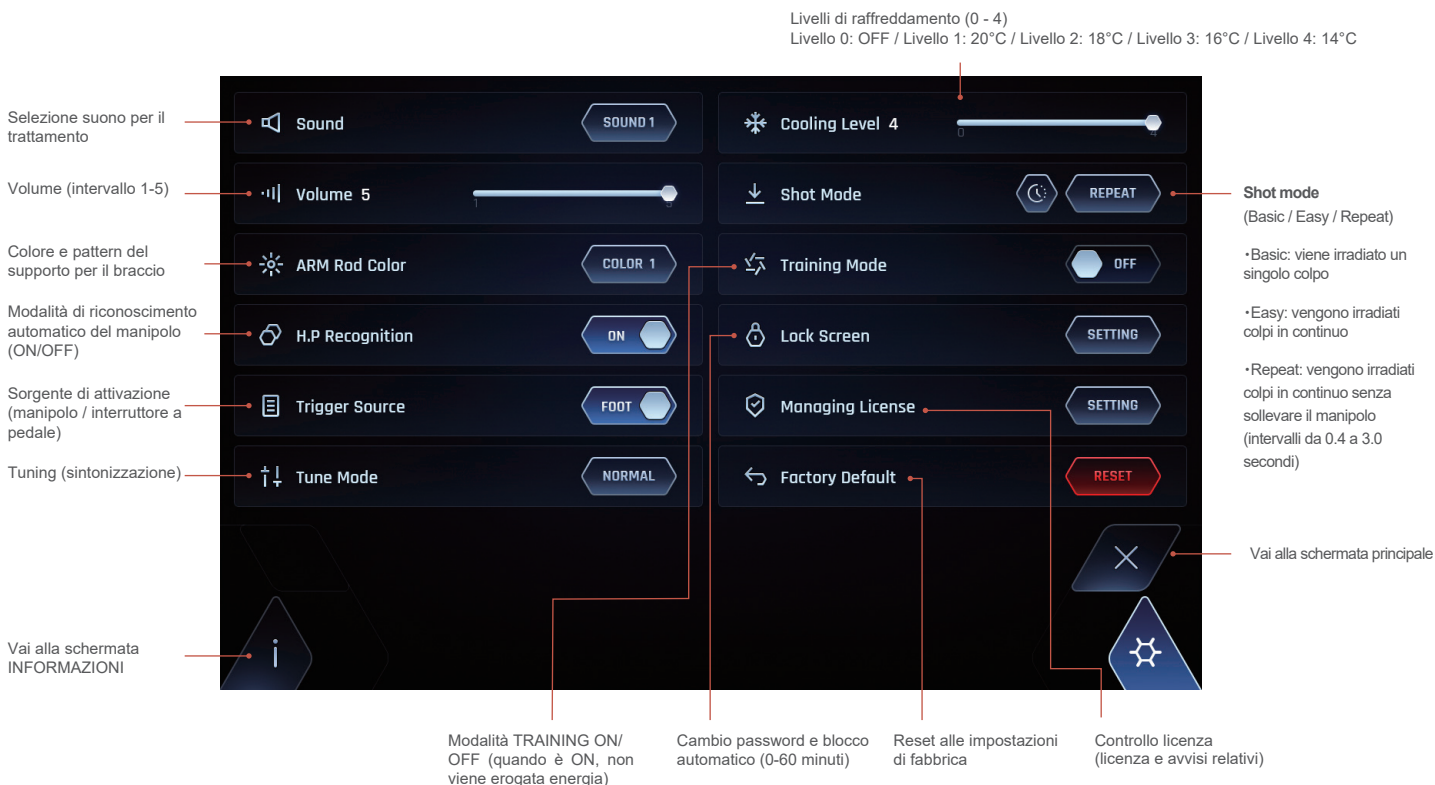 Livelli di raffreddamento (0 - 4)
Livello 0: OFF / Livello 1: 20°C / Livello 2: 18°C / Livello 3: 16°C / Livello 4: 14°C
Selezione suono per il
trattamento
Volume (intervallo 1-5)
Colore e pattern del
supporto per il braccio
Modalità di riconoscimento
automatico del manipolo
(ON/OFF)
Sorgente di attivazione
(manipolo / interruttore a
pedale)
Tuning (sintonizzazione)
Vai alla schermata
INFORMAZIONI
Sound
SOUND 1
Volume 5
1
5
ARM Rod Color
COLOR 1
H.P Recognition
ON
Trigger Source
FOOT
Tune Mode
NORMAL
i
Cooling Level 4
0
4
Shot Mode
REPEAT
Training Mode
OFF
Lock Screen
SETTING
Managing License
SETTING
Factory Default
RESET
Shot mode
(Basic / Easy / Repeat)
•Basic: viene irradiato un
singolo colpo
•Easy: vengono irradiati
colpi in continuo
•Repeat: vengono irradiati
colpi in continuo senza
sollevare il manipolo
(intervalli da 0.4 a 3.0
secondi)
Vai alla schermata principale
Modalità TRAINING ON/
OFF (quando è ON, non
viene erogata energia)
Cambio password e blocco
automatico (0-60 minuti)
Reset alle impostazioni
di fabbrica
Controllo licenza
(licenza e avvisi relativi)